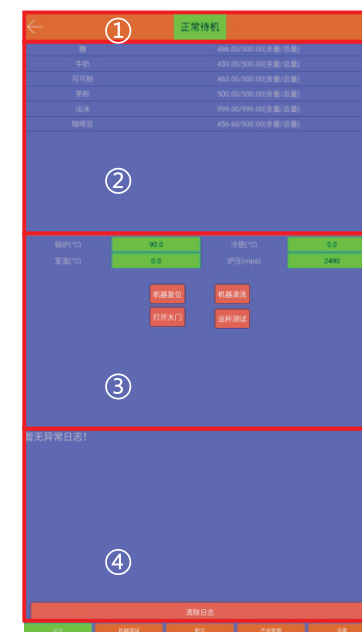 ① 正常待机
糖 486.00/500.00(余量/总量)
牛奶 439.00/500.00(余量/总量)
可可粉 463.00/500.00(余量/总量)
茶粉 500.00/500.00(余量/总量)
出冰 999.00/999.00(余量/总量)
咖啡豆 456.60/500.00(余量/总量)
②
锅炉(°C) 90.0 冷阻(°C) 0.0
室温(°C) 0.0 炉压(mpa) 2490
机器复位 机器清洗
打开大门 出杯测试
③
暂无异常日志!
④
清除日志
机器测试 配方 产品管理 设置